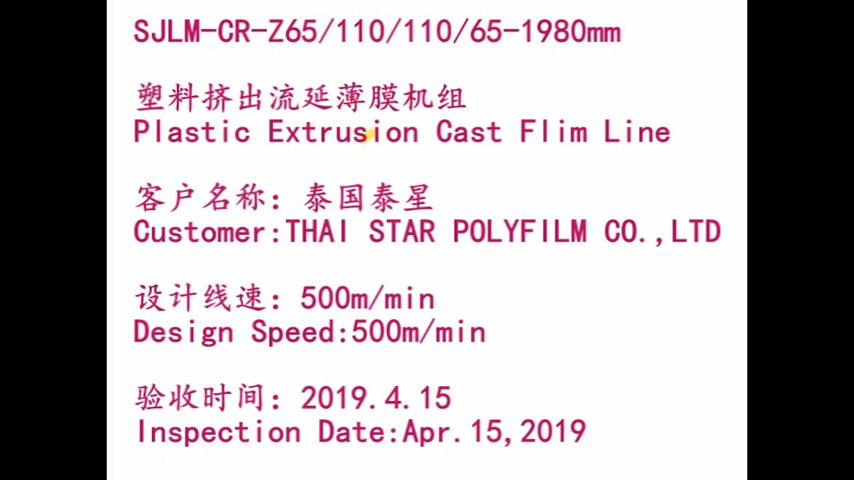 SJLM-CR-Z65/110/110/65-1980mm
塑料挤出流延薄膜机组
Plastic Extrusion Cast Flim Line
客户名称：泰国泰星
Customer:THAI STAR POLYFILM CO.,LTD
设计线速：500m/min
Design Speed:500m/min
验收时间：2019.4.15
Inspection Date:Apr.15,2019